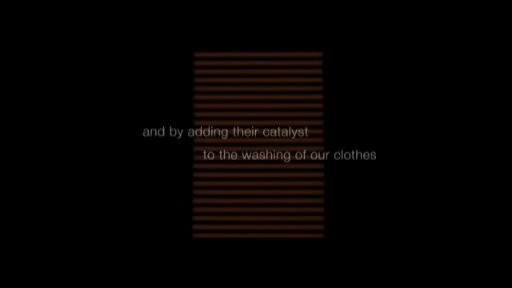 and by adding their catalyst
to the washing of our clothes